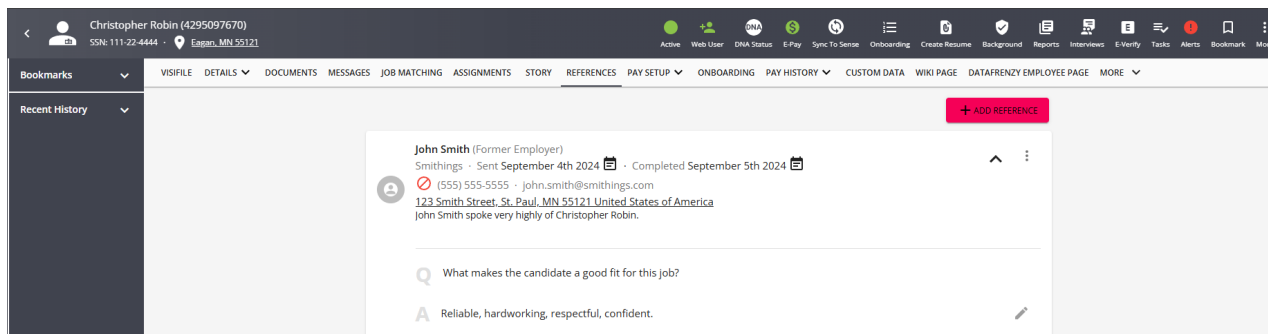 Christopher Robin (4295097670)
SSN: 111-22-4444 · Eagan, MN 55121
Active Web User DNA DNA Status $ E-Pay Sync To Sense Onboarding Create Resume Background Reports Interviews E E-Verify Tasks Alerts Bookmark
Bookmarks
VISIFILE DETAILS DOCUMENTS MESSAGES JOB MATCHING ASSIGNMENTS STORY REFERENCES PAY SETUP ONBOARDING PAY HISTORY CUSTOM DATA WIKI PAGE DATAFRENZY EMPLOYEE PAGE MORE
Recent History
+ ADD REFERENCE
John Smith (Former Employer)
Smithings · Sent September 4th 2024 · Completed September 5th 2024
(555) 555-5555 · john.smith@smithings.com
123 Smith Street, St. Paul, MN 55121 United States of America
John Smith spoke very highly of Christopher Robin.
Q What makes the candidate a good fit for this job?
A Reliable, hardworking, respectful, confident.